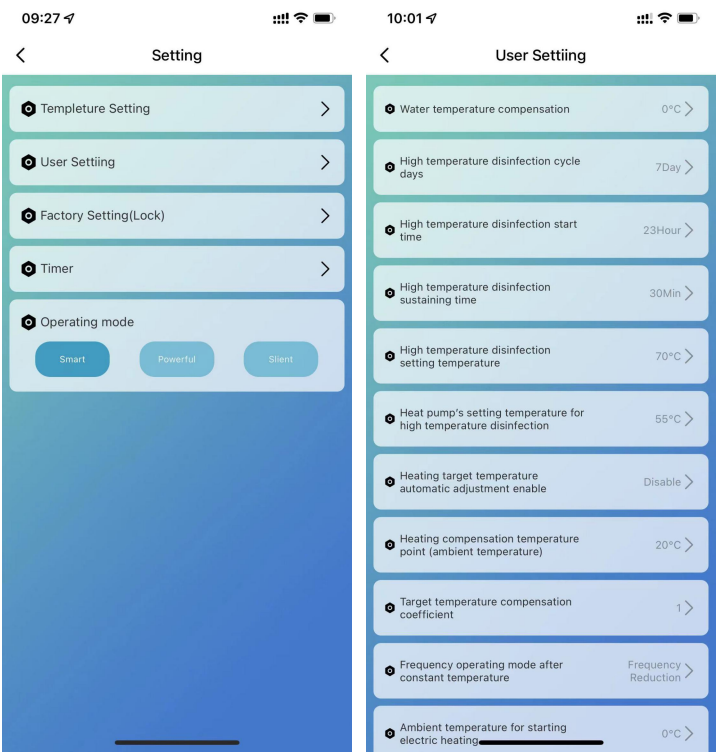 09:27
Setting
Templeture Setting
User Settiing
Factory Setting(Lock)
Timer
Operating mode
Smart
Powerful
Slient
10:01
User Settiing
Water temperature compensation
0°C
High temperature disinfection cycle
days
7Day
High temperature disinfection start
time
23Hour
High temperature disinfection
sustaining time
30Min
High temperature disinfection
setting temperature
70°C
Heat pump's setting temperature for
high temperature disinfection
55°C
Heating target temperature
automatic adjustment enable
Disable
Heating compensation temperature
point (ambient temperature)
20°C
Target temperature compensation
coefficient
1
Frequency operating mode after
constant temperature
Frequency
Reduction
Ambient temperature for starting
electric heating
0°C